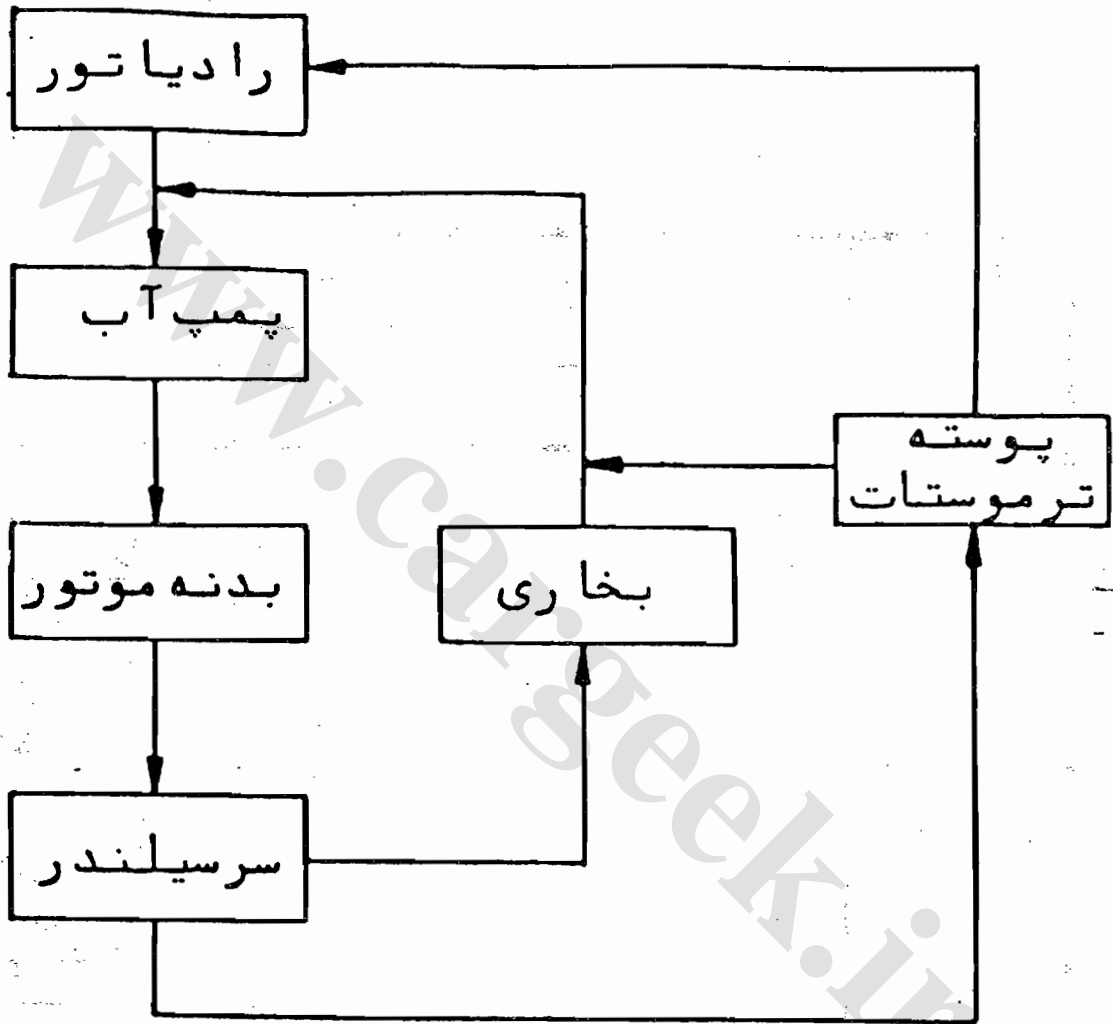 رادیاتور
پمپ آب
پوسته
ترموستات
بدنه موتور
بخاری
سرسیلندر
www.cargeek.ir